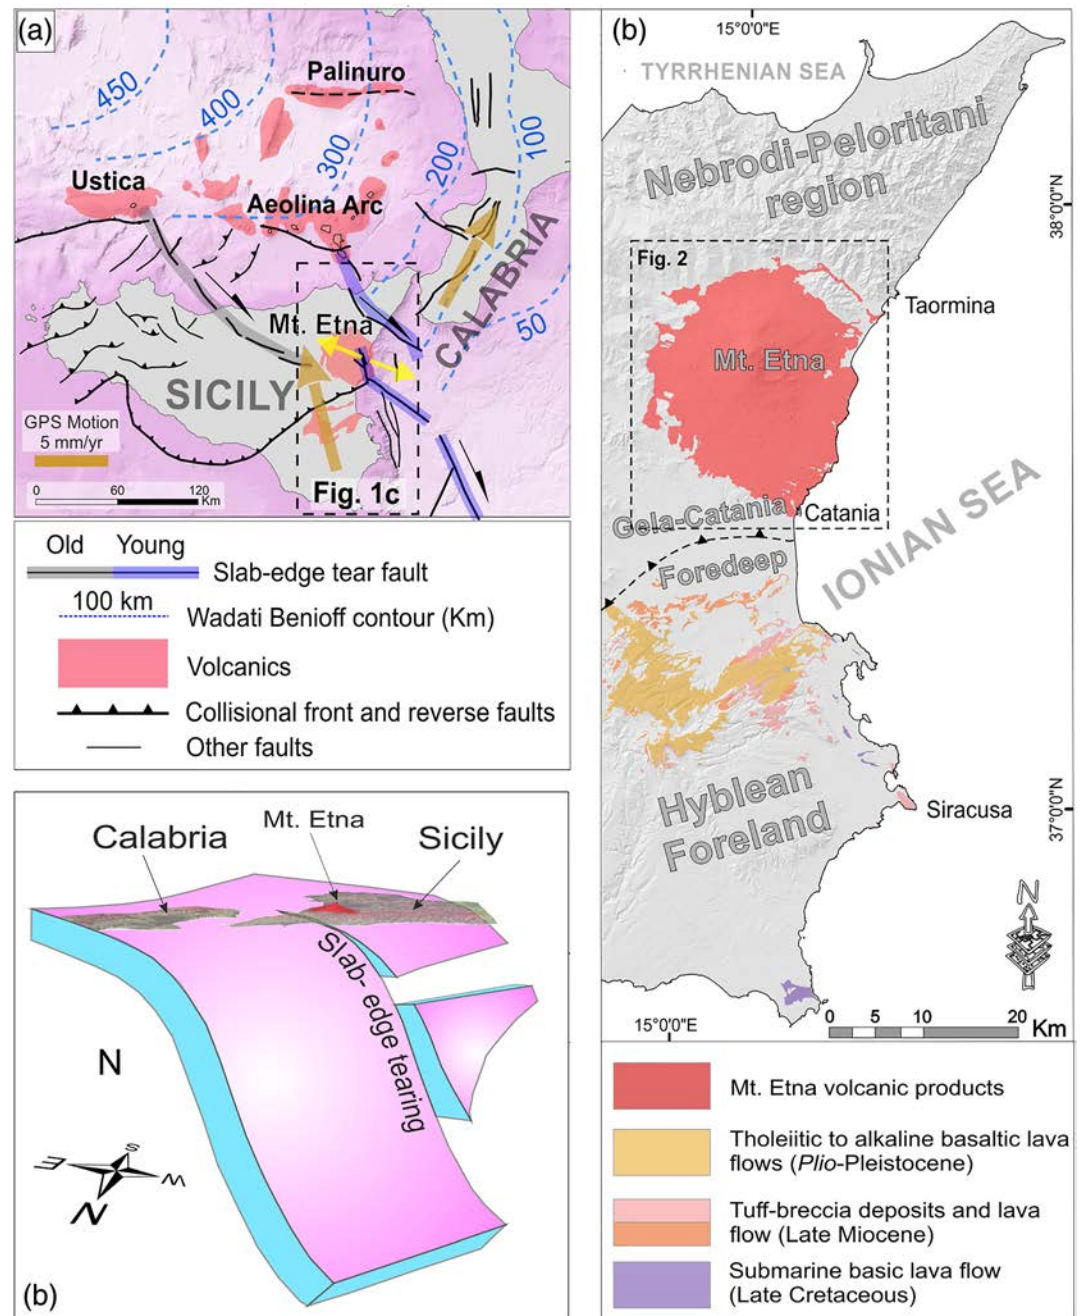 (a)
450
400
Palinuro
300
200
100
Ustica
Aeolina Arc
CALABRIA
50
Mt. Etna
SICILY
GPS Motion
5 mm/yr
0 60 120
Km
Fig. 1c
Old Young
Slab-edge tear fault
100 km
Wadati Benioff contour (Km)
Volcanics
Collisional front and reverse faults
Other faults
Calabria
Mt. Etna
Sicily
Slab- edge tearing
N
S
E
W
N
(b)
(b)
15°0'0"E
TYRRHENIAN SEA
Nebrodi-Peloritani
region
38°0'0"N
Fig. 2
Taormina
Mt. Etna
Gela-Catania
Catania
Foredeep
IONIAN SEA
Hyblean
Foreland
Siracusa
37°0'0"N
N
15°0'0"E
0 5 10 20
Km
Mt. Etna volcanic products
Tholeiitic to alkaline basaltic lava
flows (Plio-Pleistocene)
Tuff-breccia deposits and lava
flow (Late Miocene)
Submarine basic lava flow
(Late Cretaceous)